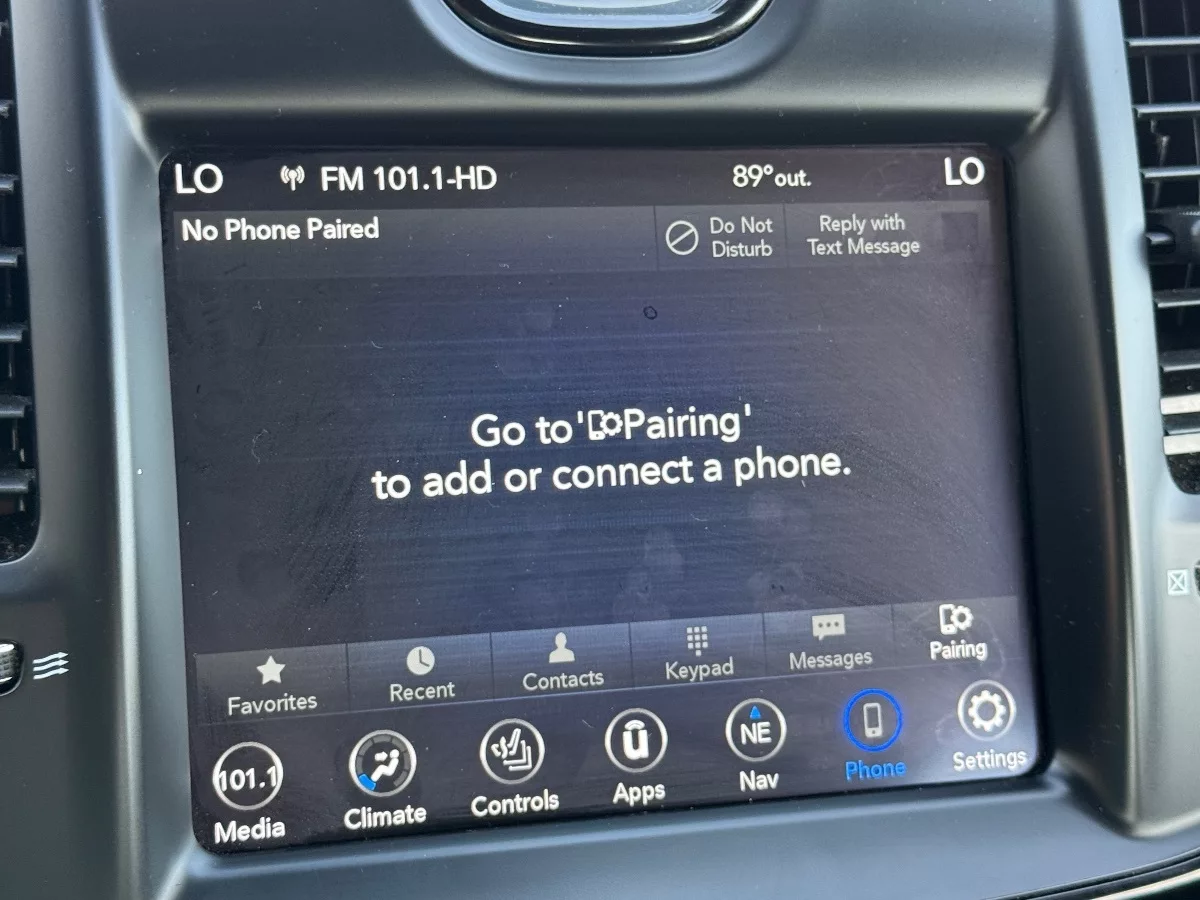 LO FM 101.1-HD 89°out. LO
No Phone Paired
Do Not
Disturb
Reply with
Text Message
Go to 'Pairing'
to add or connect a phone.
Favorites Recent Contacts Keypad Messages Pairing
101.1 NE
Media Climate Controls Apps Nav Phone Settings